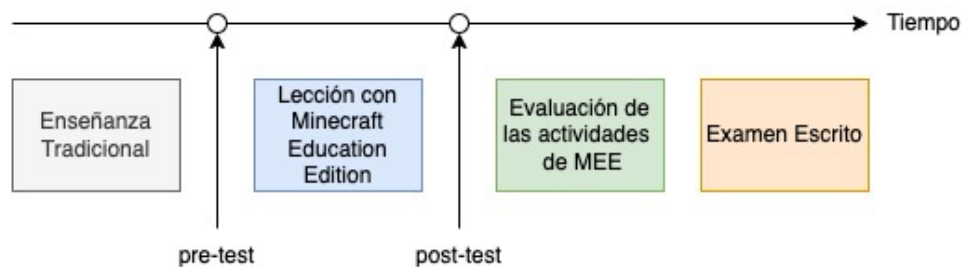 Tiempo
Enseñanza
Tradicional
Lección con
Minecraft
Education
Edition
Evaluación de
las actividades
de MEE
Examen Escrito
pre-test
post-test